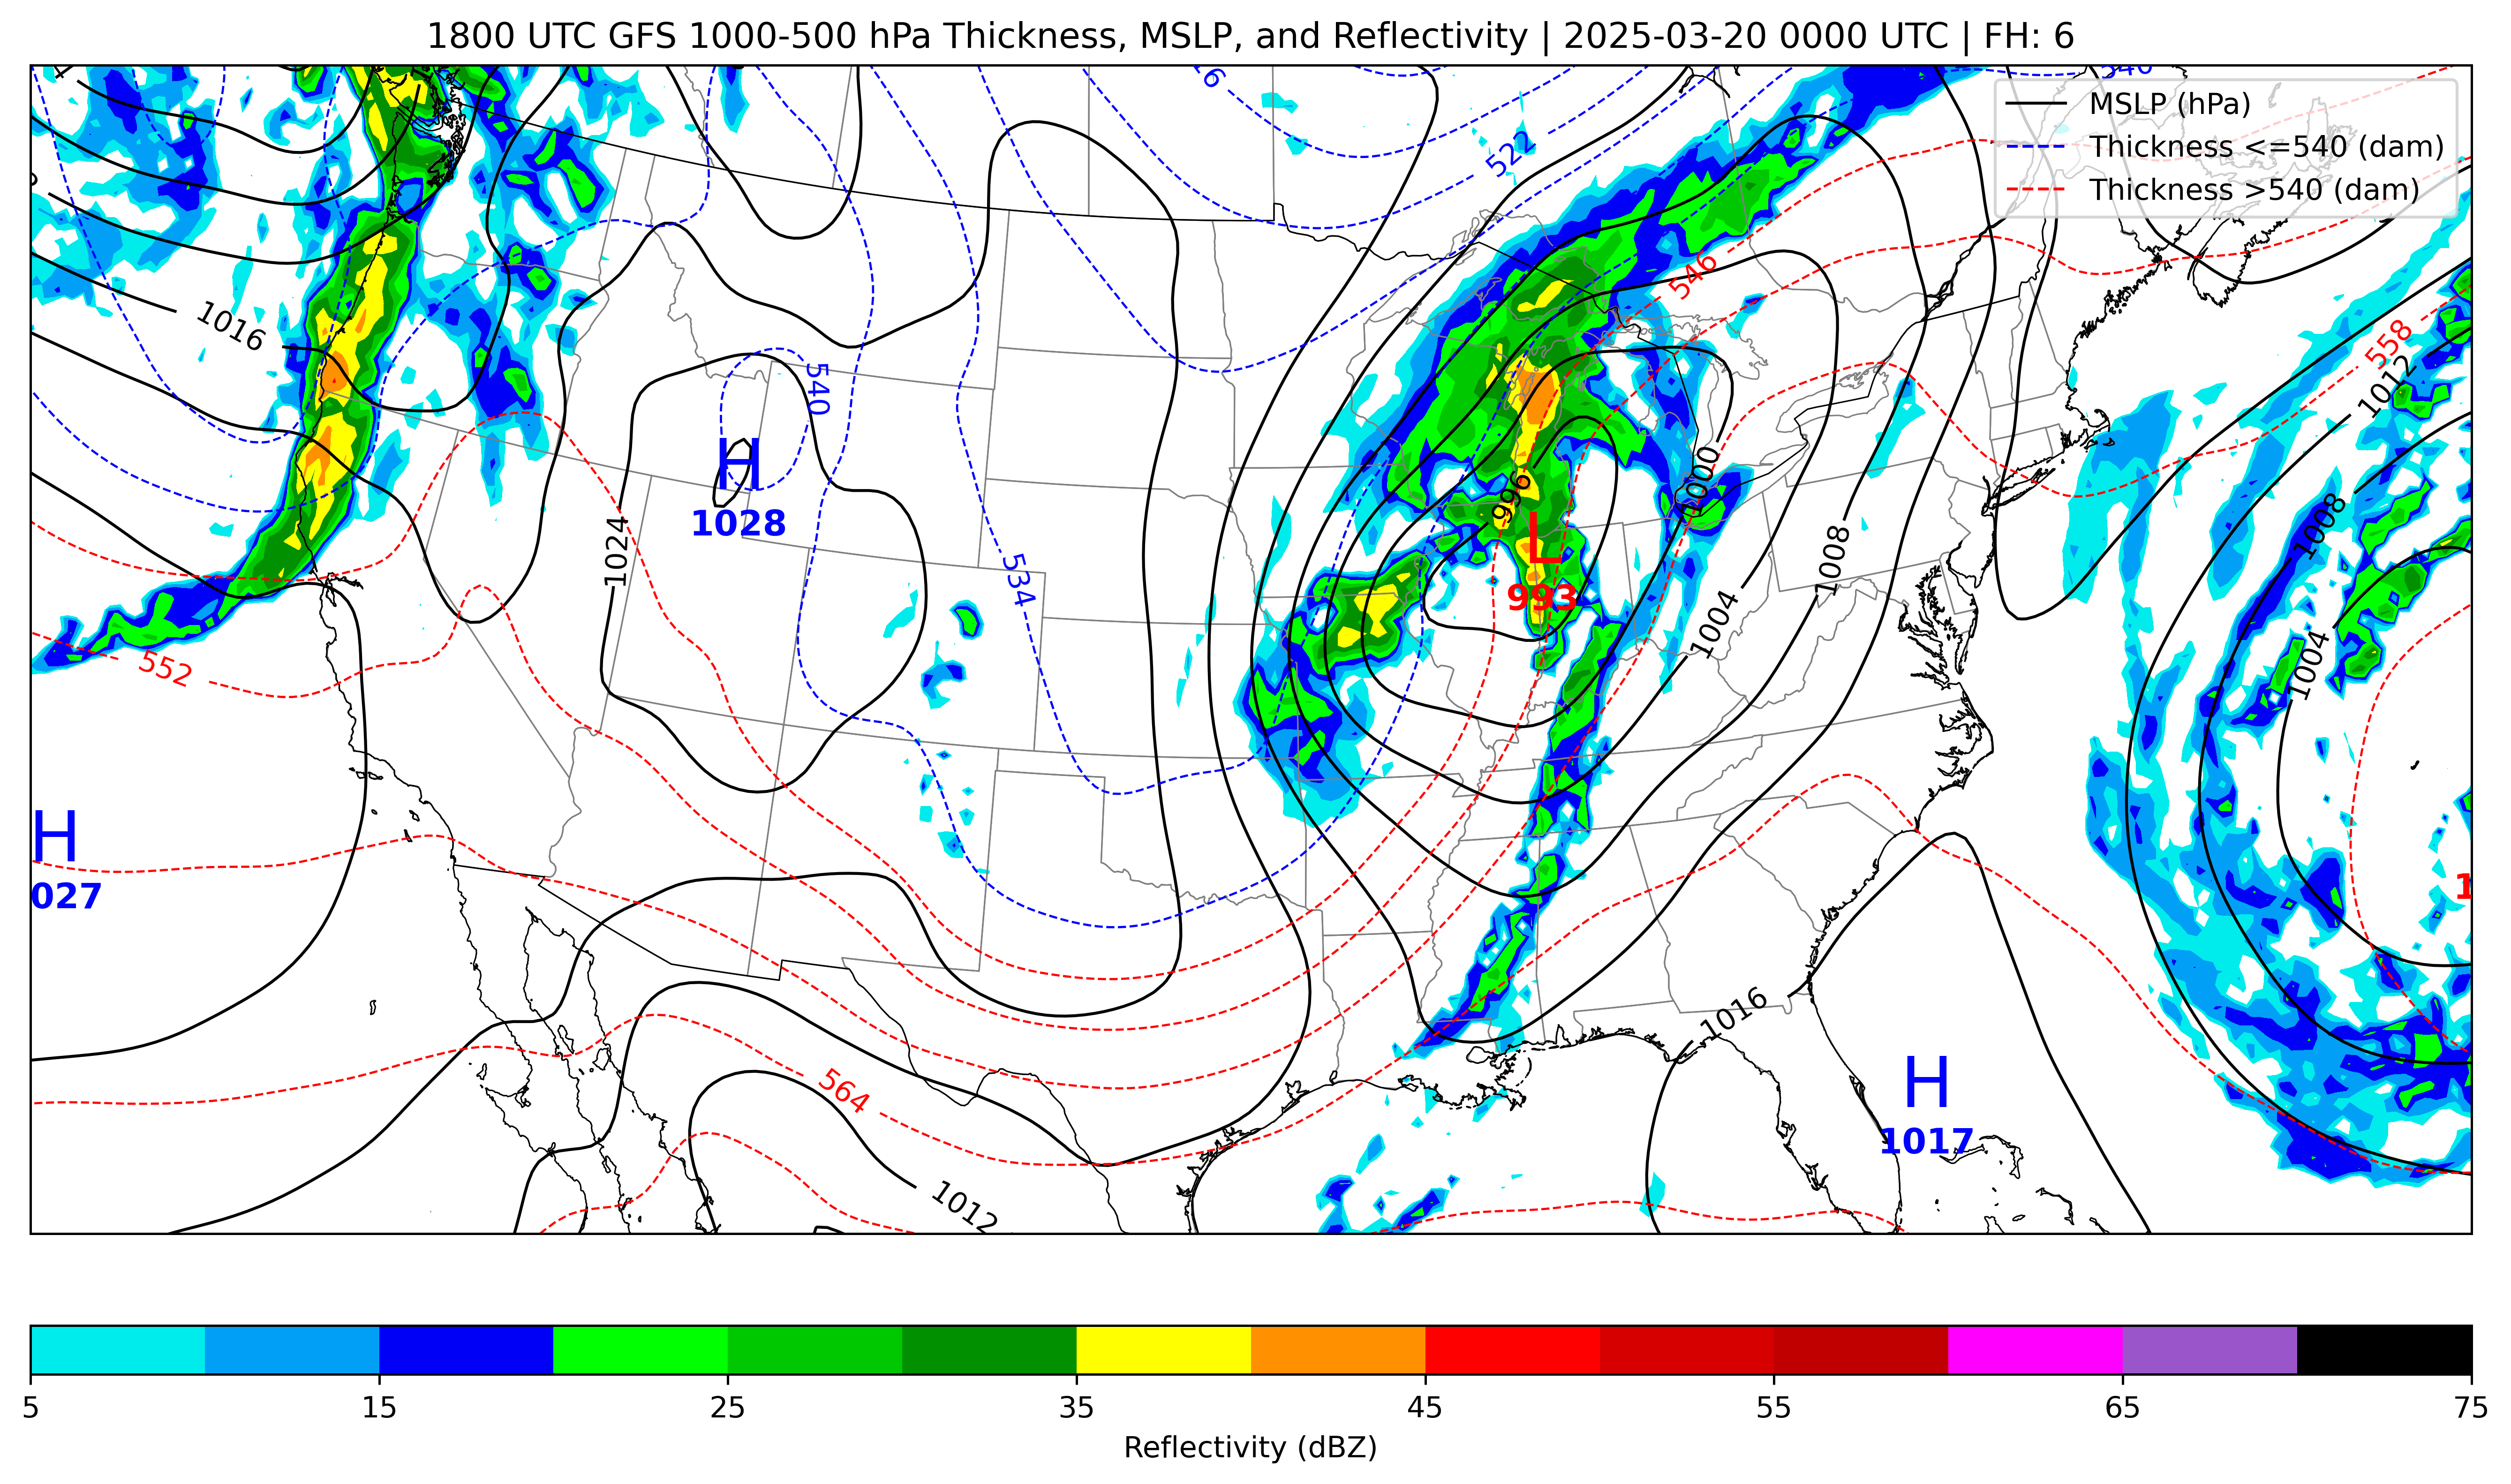 1800 UTC GFS 1000-500 hPa Thickness, MSLP, and Reflectivity | 2025-03-20 0000 UTC | FH: 6
MSLP (hPa)
Thickness <=540 (dam)
Thickness >540 (dam)
540
522
546
1016
558
1012
540
H
1028
996
1000
1008
1024
L
993
1008
534
1004
1004
552
H
027
1
1016
H
1017
564
1012
5 15 25 35 45 55 65 75
Reflectivity (dBZ)